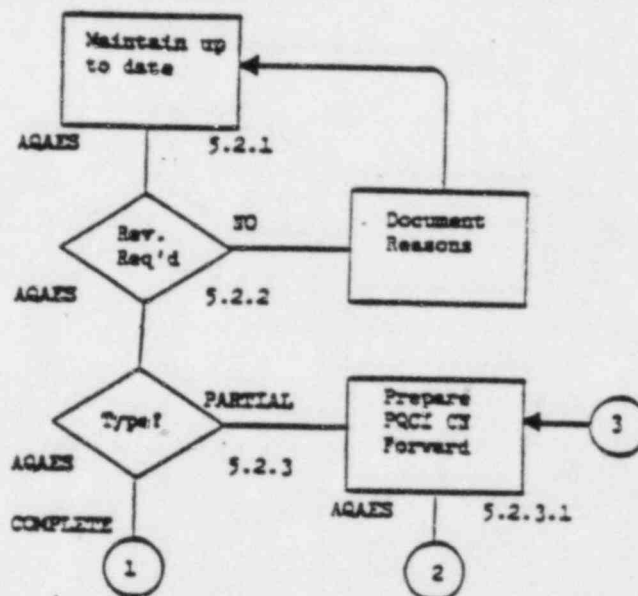 Maintain up
to date
AQAES 5.2.1
Rev.
Req'd
NO
Document
Reasons
AQAES 5.2.2
Type?
PARTIAL
Prepare
PQCI CN
Forward
3
AQAES 5.2.3
AQAES 5.2.3.1
COMPLETE
1
2